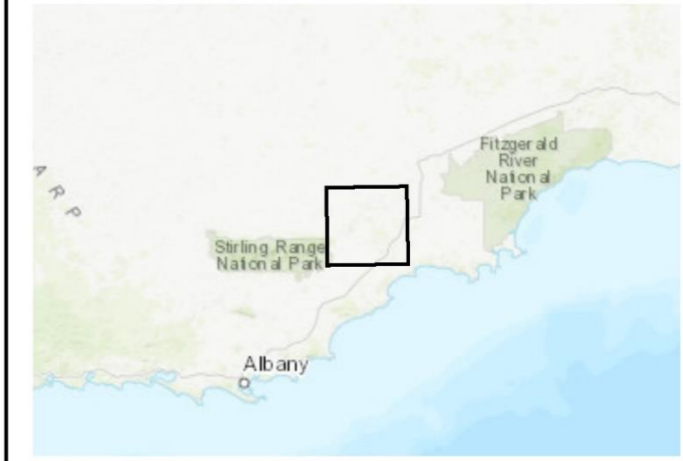 Fitzgerald
River
National
Park
A R P
Stirling Range
National Park
Albany